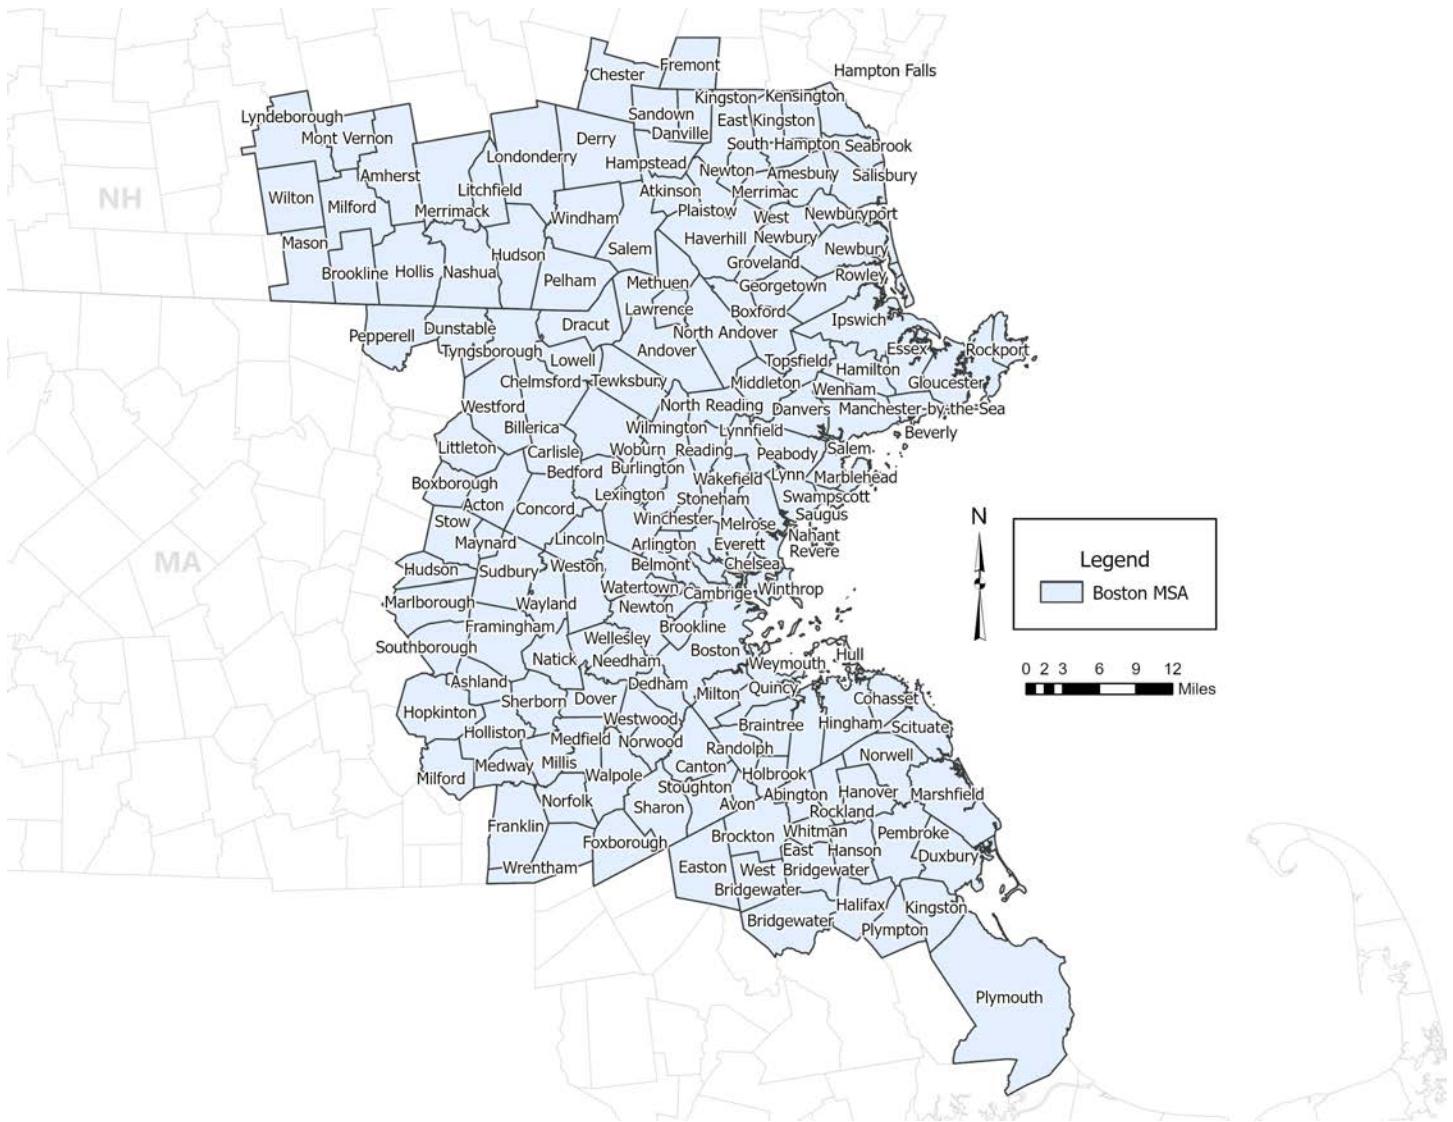 Fremont
Chester
Hampton Falls
Kingston
Kensington
Lyndeborough
Sandown
East Kingston
Mont Vernon
Derry
Danville
South Hampton
Seabrook
Londonderry
Hampstead
Newton
Amesbury
Salisbury
Amherst
Litchfield
Atkinson
Merrimac
NH
Wilton
Milford
Merrimack
Windham
Plaistow
West
Newbury
Newburyport
Haverhill
Mason
Salem
Newbury
Hudson
Groveland
Brookline
Hollis
Nashua
Rowley
Pelham
Methuen
Georgetown
Lawrence
Boxford
Ipswich
Pepperell
Dunstable
Dracut
North Andover
Tyngsborough
Andover
Essex
Rockport
Lowell
Topsfield
Hamilton
Chelmsford
Tewksbury
Middleton
Wenham
Gloucester
Westford
North Reading
Danvers
Manchester-by-the-Sea
Billerica
Wilmington
Lynnfield
Beverly
Littleton
Carlisle
Woburn
Reading
Peabody
Salem
Bedford
Burlington
Wakefield
Lynn
Marblehead
Boxborough
Acton
Concord
Lexington
Stoneham
Swampscott
Stow
Winchester
Melrose
Saugus
Maynard
Lincoln
Arlington
Everett
Nahant
Revere
Hudson
Sudbury
Weston
Belmont
Chelsea
MA
Marlborough
Wayland
Watertown
Cambrige
Winthrop
Newton
Framingham
Brookline
Southborough
Wellesley
Natick
Needham
Boston
Weymouth
Hull
Ashland
Dedham
Milton
Quincy
Sherborn
Dover
Cohasset
Hopkinton
Westwood
Braintree
Hingham
Scituate
Holliston
Medfield
Norwood
Randolph
Norwell
Milford
Medway
Millis
Walpole
Canton
Holbrook
Stoughton
Abington
Hanover
Marshfield
Norfolk
Sharon
Avon
Rockland
Franklin
Foxborough
Brockton
Whitman
Pembroke
East
Bridgewater
Hanson
Duxbury
Wrentham
Easton
West
Bridgewater
Halifax
Kingston
Bridgewater
Plympton
Plymouth
N
Legend
Boston MSA
0 2 3 6 9 12
Miles